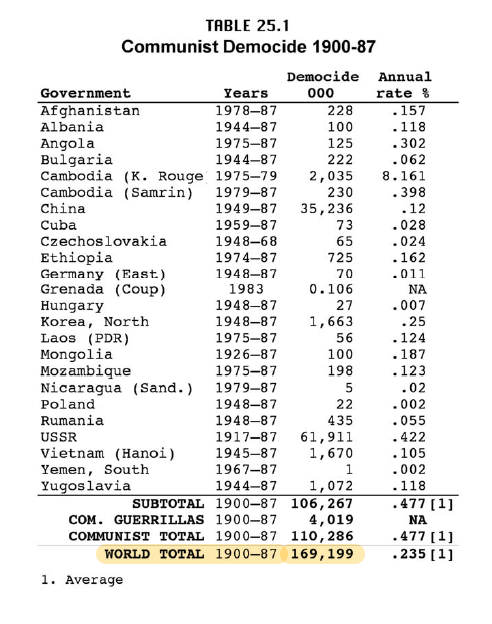 TABLE 25.1
Communist Democide 1900-87
Democide Annual
Government Years 000 rate %
Afghanistan 1978–87 228 .157
Albania 1944–87 100 .118
Angola 1975–87 125 .302
Bulgaria 1944–87 222 .062
Cambodia (K. Rouge 1975–79 2,035 8.161
Cambodia (Samrin) 1979–87 230 .398
China 1949–87 35,236 .12
Cuba 1959–87 73 .028
Czechoslovakia 1948–68 65 .024
Ethiopia 1974–87 725 .162
Germany (East) 1948–87 70 .011
Grenada (Coup) 1983 0.106 NA
Hungary 1948–87 27 .007
Korea, North 1948–87 1,663 .25
Laos (PDR) 1975–87 56 .124
Mongolia 1926–87 100 .187
Mozambique 1975–87 198 .123
Nicaragua (Sand.) 1979–87 5 .02
Poland 1948–87 22 .002
Rumania 1948–87 435 .055
USSR 1917–87 61,911 .422
Vietnam (Hanoi) 1945–87 1,670 .105
Yemen, South 1967–87 1 .002
Yugoslavia 1944–87 1,072 .118
SUBTOTAL 1900–87 106,267 .477[1]
COM. GUERRILLAS 1900–87 4,019 NA
COMMUNIST TOTAL 1900–87 110,286 .477[1]
WORLD TOTAL 1900–87 169,199 .235[1]
1. Average